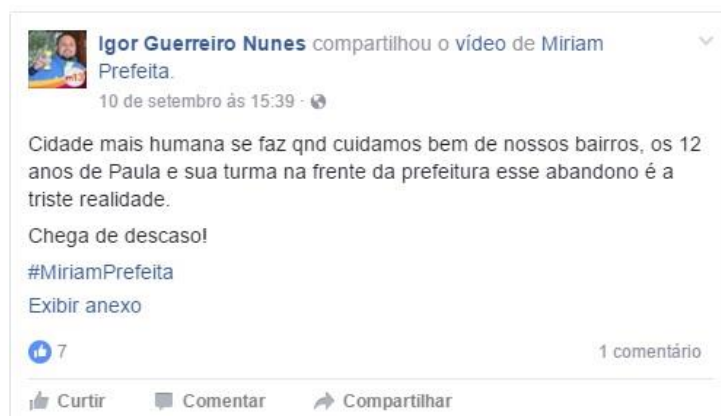 Igor Guerreiro Nunes compartilhou o vídeo de Miriam
Prefeita.
10 de setembro ás 15:39 ·
Cidade mais humana se faz qnd cuidamos bem de nossos bairros, os 12
anos de Paula e sua turma na frente da prefeitura esse abandono é a
triste realidade.
Chega de descaso!
#MiriamPrefeita
Exibir anexo
7
1 comentário
Curtir
Comentar
Compartilhar